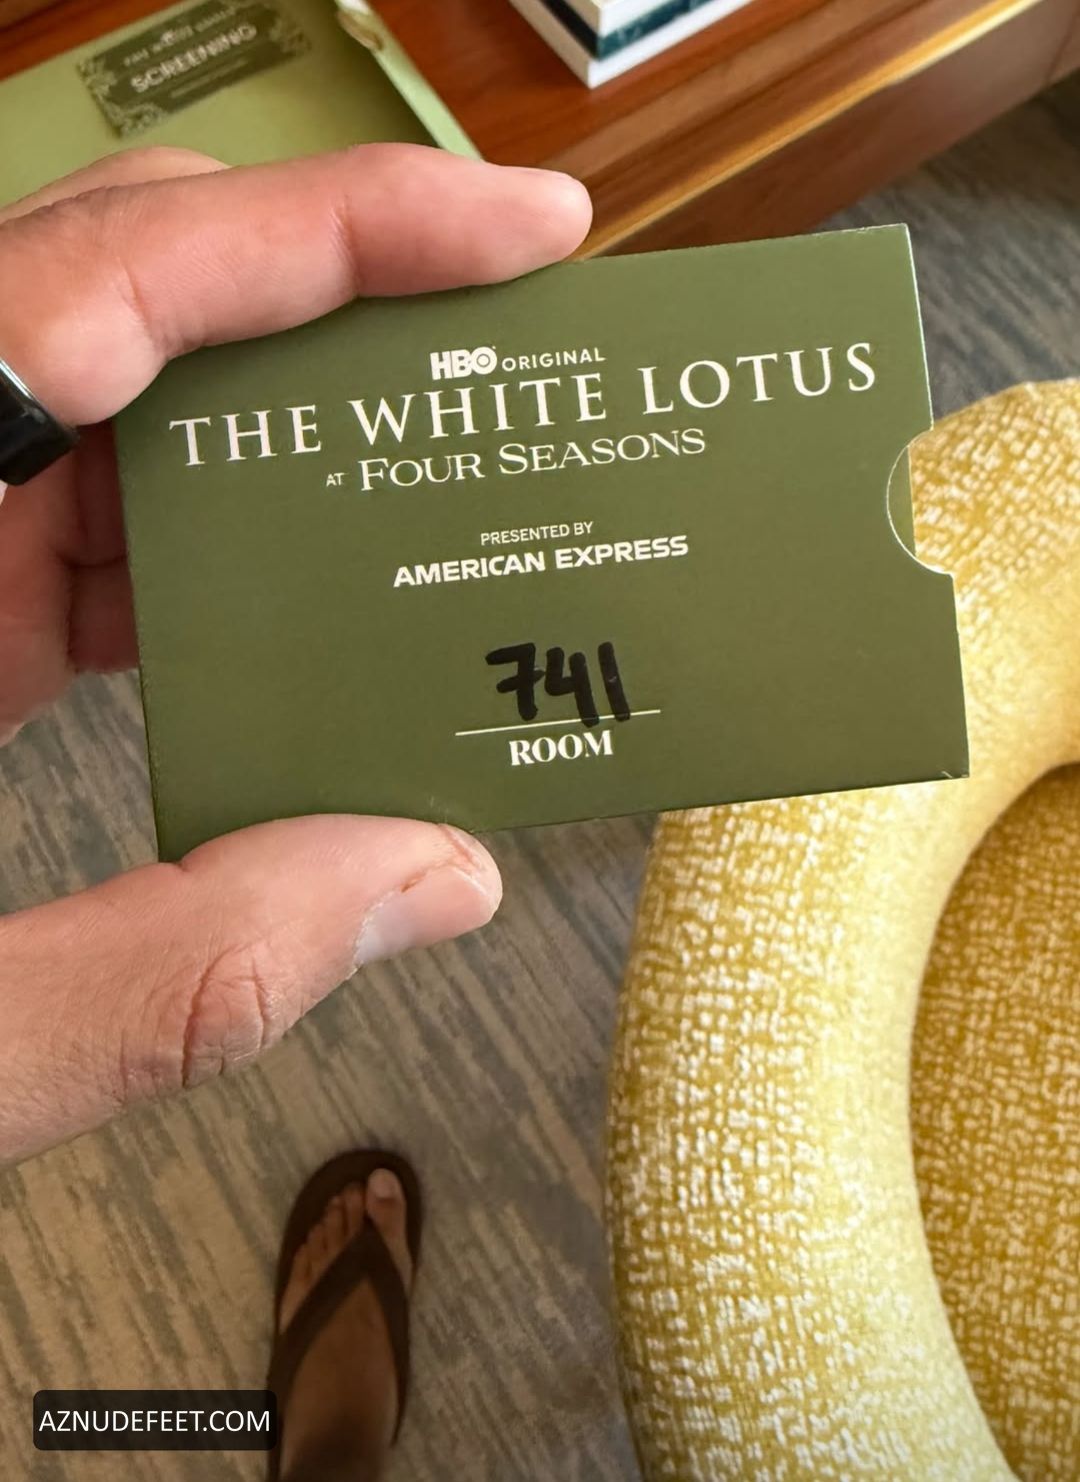 SCREENING
HBO ORIGINAL
THE WHITE LOTUS
AT FOUR SEASONS
PRESENTED BY
AMERICAN EXPRESS
741
ROOM
AZNUDEFEET.COM